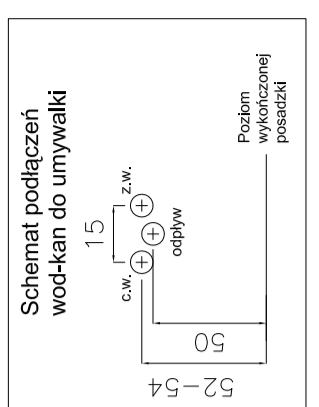 Schemat podłączeń
wod-kan do umywalki
15
c.w.
z.w.
odpływ
50
52-54
Poziom
wykończonej
posadzki